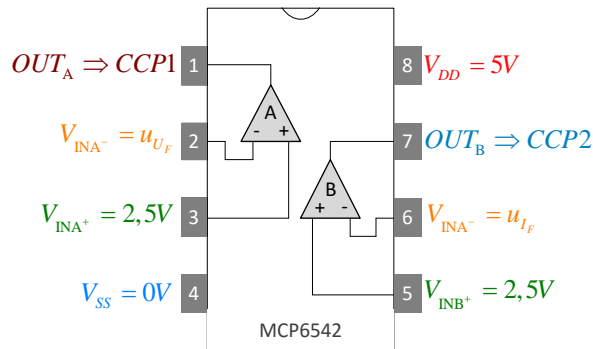 OUT_A ⇒ CCP1 1 8 V_DD = 5V
A
- +
V_INA⁻ = u_U_F 2 7 OUT_B ⇒ CCP2
B
+ -
V_INA⁺ = 2,5V 3 6 V_INA⁻ = u_I_F
V_SS = 0V 4 5 V_INB⁺ = 2,5V
MCP6542